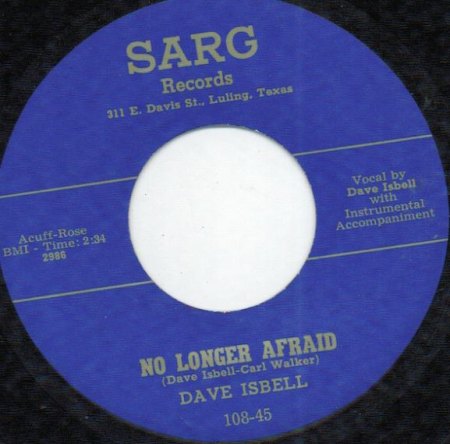 SARG
Records
311 E. Davis St., Luling, Texas
Vocal by
Dave Isbell
with
Instrumental
Accompaniment
Acuff-Rose
BMI - Time: 2:34
2986
NO LONGER AFRAID
(Dave Isbell-Carl Walker)
DAVE ISBELL
108-45